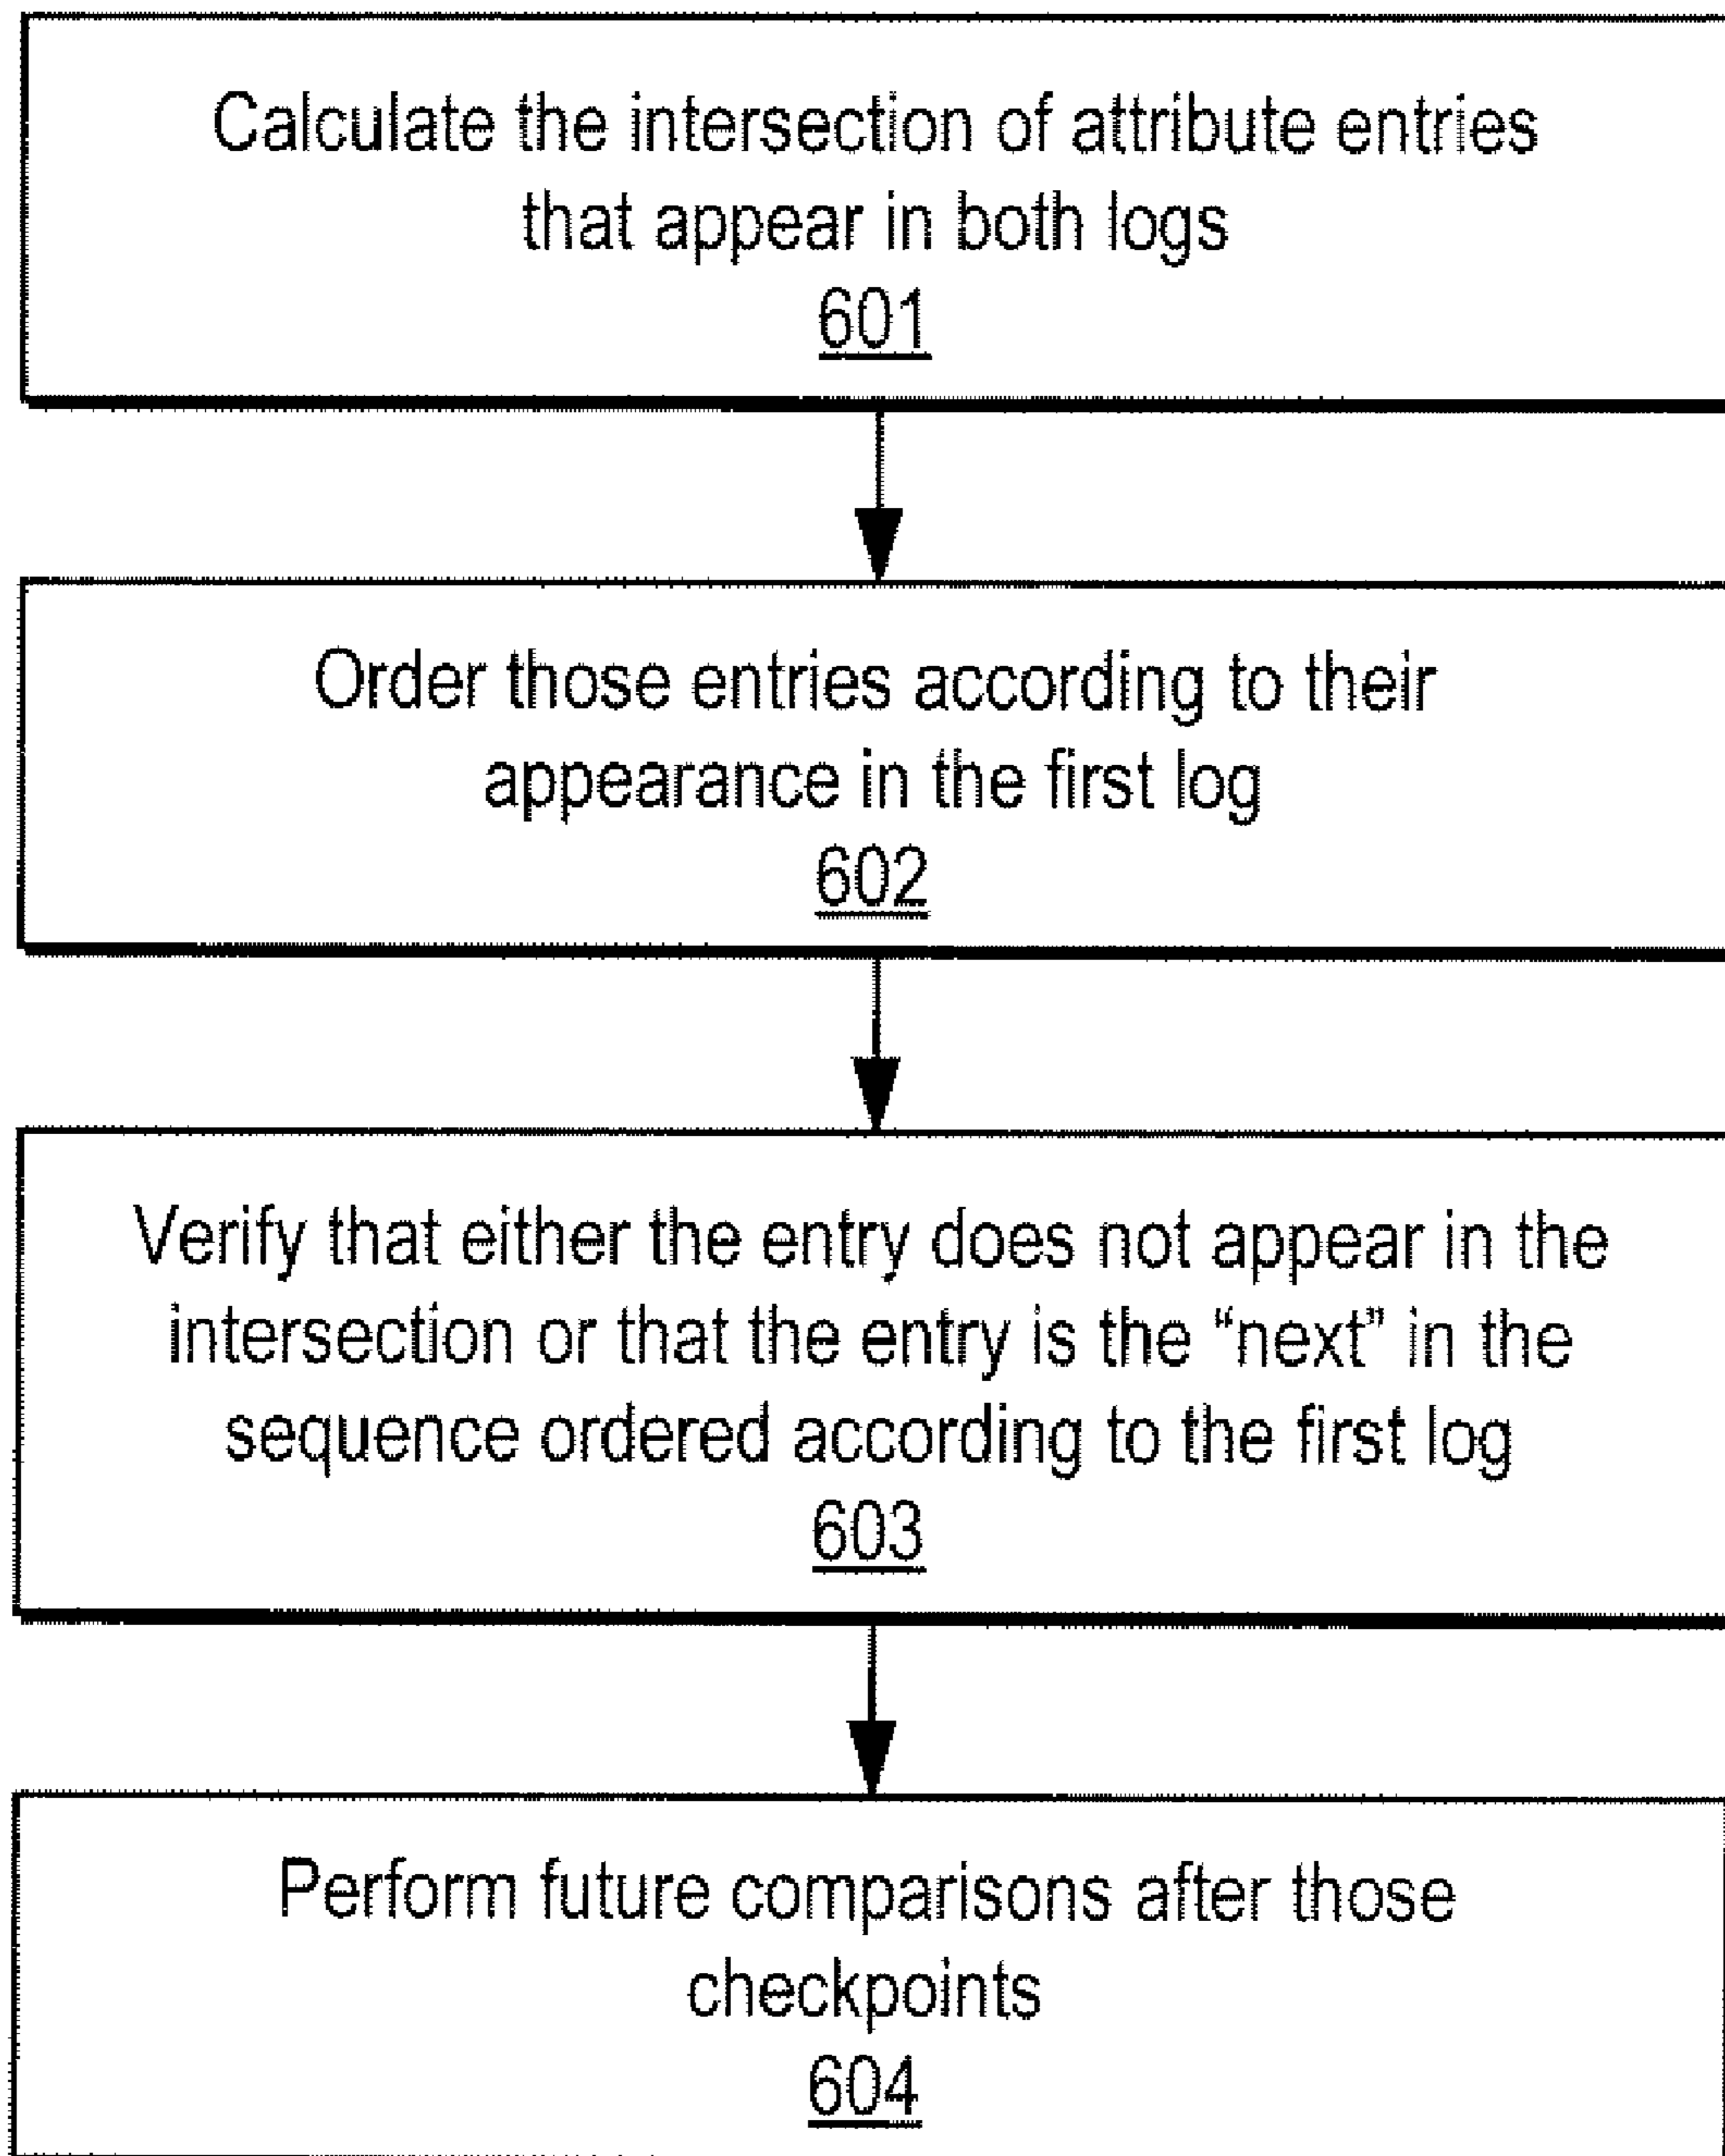 Calculate the intersection of attribute entries
that appear in both logs
601
Order those entries according to their
appearance in the first log
602
Verify that either the entry does not appear in the
intersection or that the entry is the “next” in the
sequence ordered according to the first log
603
Perform future comparisons after those
checkpoints
604